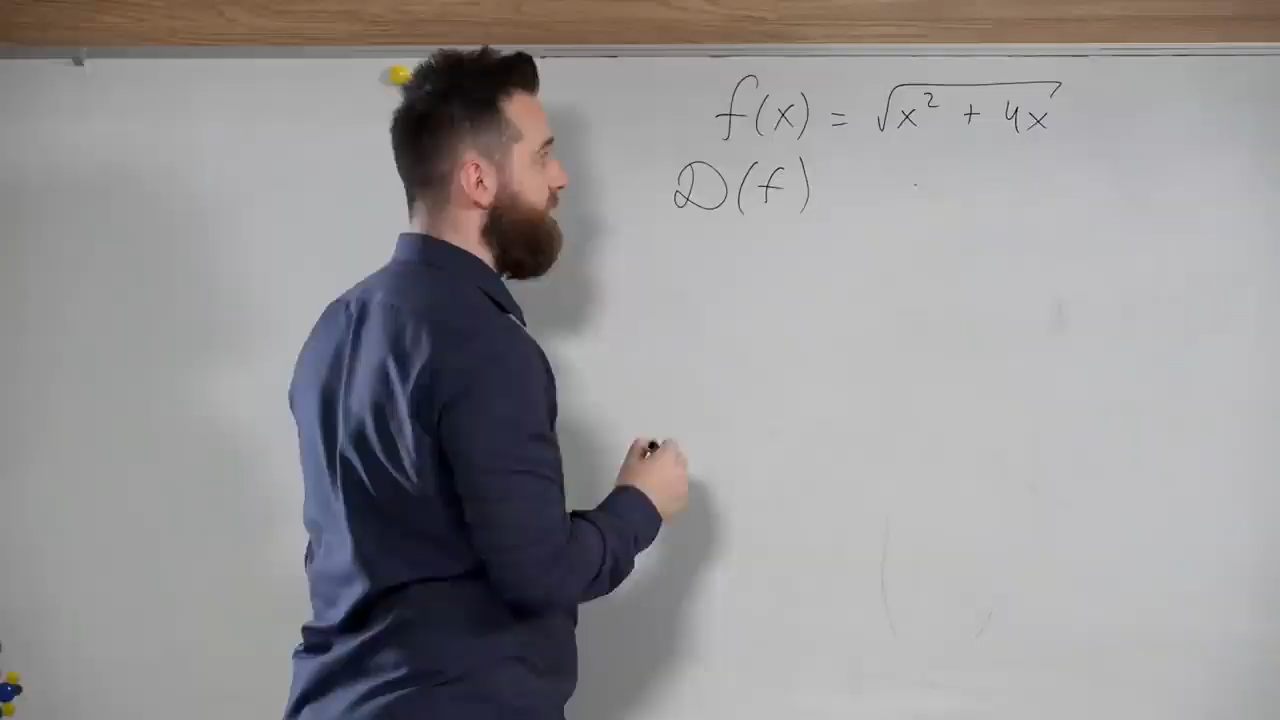 f(x) = √x² + 4x
D(f)